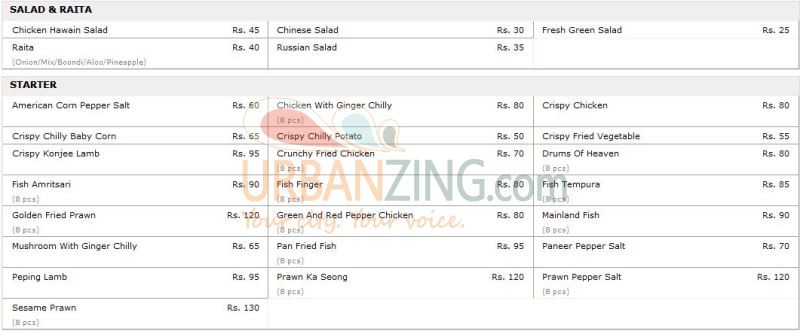 SALAD & RAITA
Chicken Hawain Salad Rs. 45 Chinese Salad Rs. 30 Fresh Green Salad Rs. 25
Raita Rs. 40 Russian Salad Rs. 35
(Onion/Mix/Boondi/Aloo/Pineapple)
STARTER
American Corn Pepper Salt Rs. 60 Chicken With Ginger Chilly Rs. 80 Crispy Chicken Rs. 80
(8 pcs)
Crispy Chilly Baby Corn Rs. 65 Crispy Chilly Potato Rs. 50 Crispy Fried Vegetable Rs. 55
Crispy Konjee Lamb Rs. 95 Crunchy Fried Chicken Rs. 70 Drums Of Heaven Rs. 80
(8 pcs) (8 pcs)
URBANZING.com
Fish Amritsari Rs. 90 Fish Finger Rs. 80 Fish Tempura Rs. 85
(8 pcs) (8 pcs) (8 pcs)
Golden Fried Prawn Rs. 120 Green And Red Pepper Chicken Rs. 80 Mainland Fish Rs. 90
(8 pcs) (8 pcs) (8 pcs)
Your city. Your voice.
Mushroom With Ginger Chilly Rs. 65 Pan Fried Fish Rs. 95 Paneer Pepper Salt Rs. 70
(8 pcs)
Peping Lamb Rs. 95 Prawn Ka Seong Rs. 120 Prawn Pepper Salt Rs. 120
(8 pcs) (8 pcs)
Sesame Prawn Rs. 130
(8 pcs)